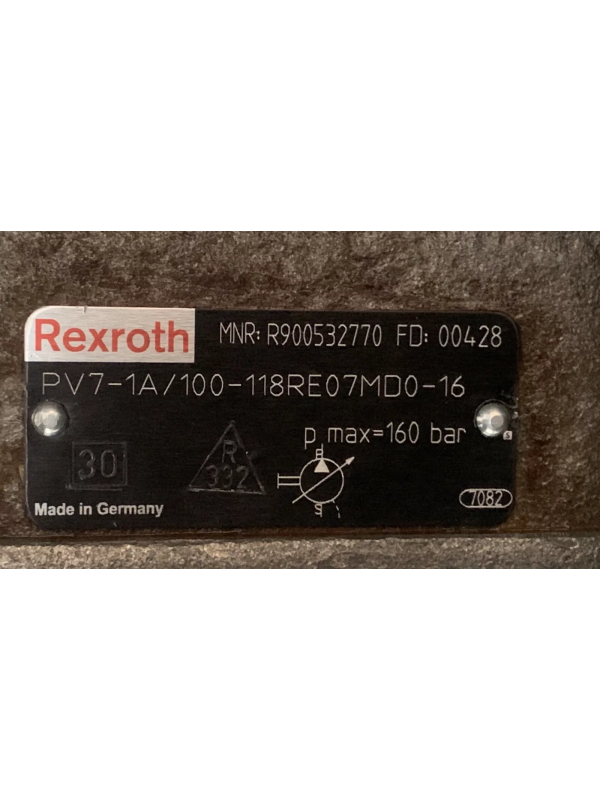 Rexroth MNR: R900532770 FD: 00428
PV7-1A/100-118RE07MD0-16
p max=160 bar
30
R
332
B
S
Made in Germany
7082